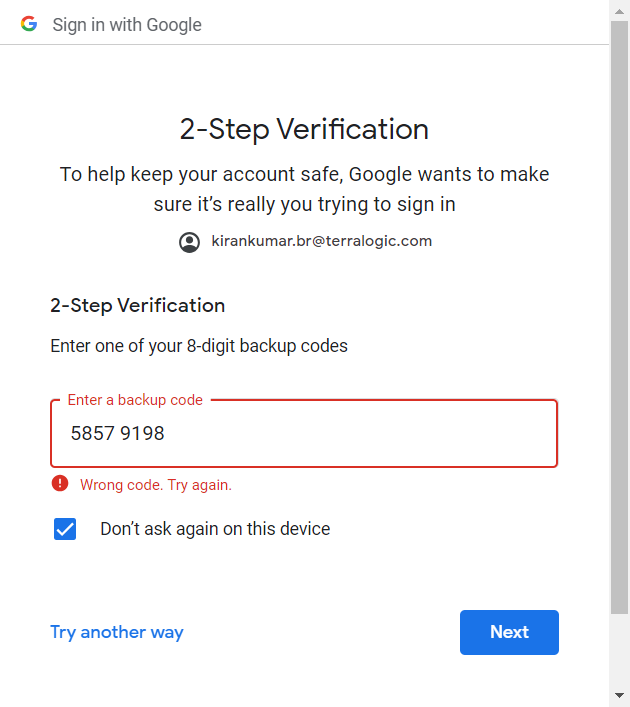 Sign in with Google
2-Step Verification
To help keep your account safe, Google wants to make
sure it’s really you trying to sign in
kirankumar.br@terralogic.com
2-Step Verification
Enter one of your 8-digit backup codes
Enter a backup code
5857 9198
Wrong code. Try again.
Don’t ask again on this device
Try another way
Next